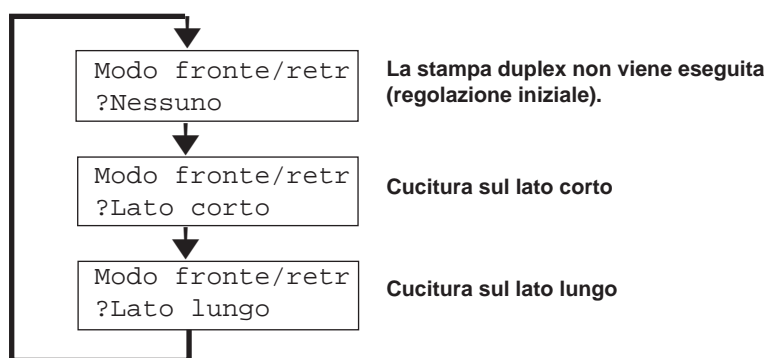 Modo fronte/retr
?Nessuno
La stampa duplex non viene eseguita
(regolazione iniziale).
Modo fronte/retr
?Lato corto
Cucitura sul lato corto
Modo fronte/retr
?Lato lungo
Cucitura sul lato lungo